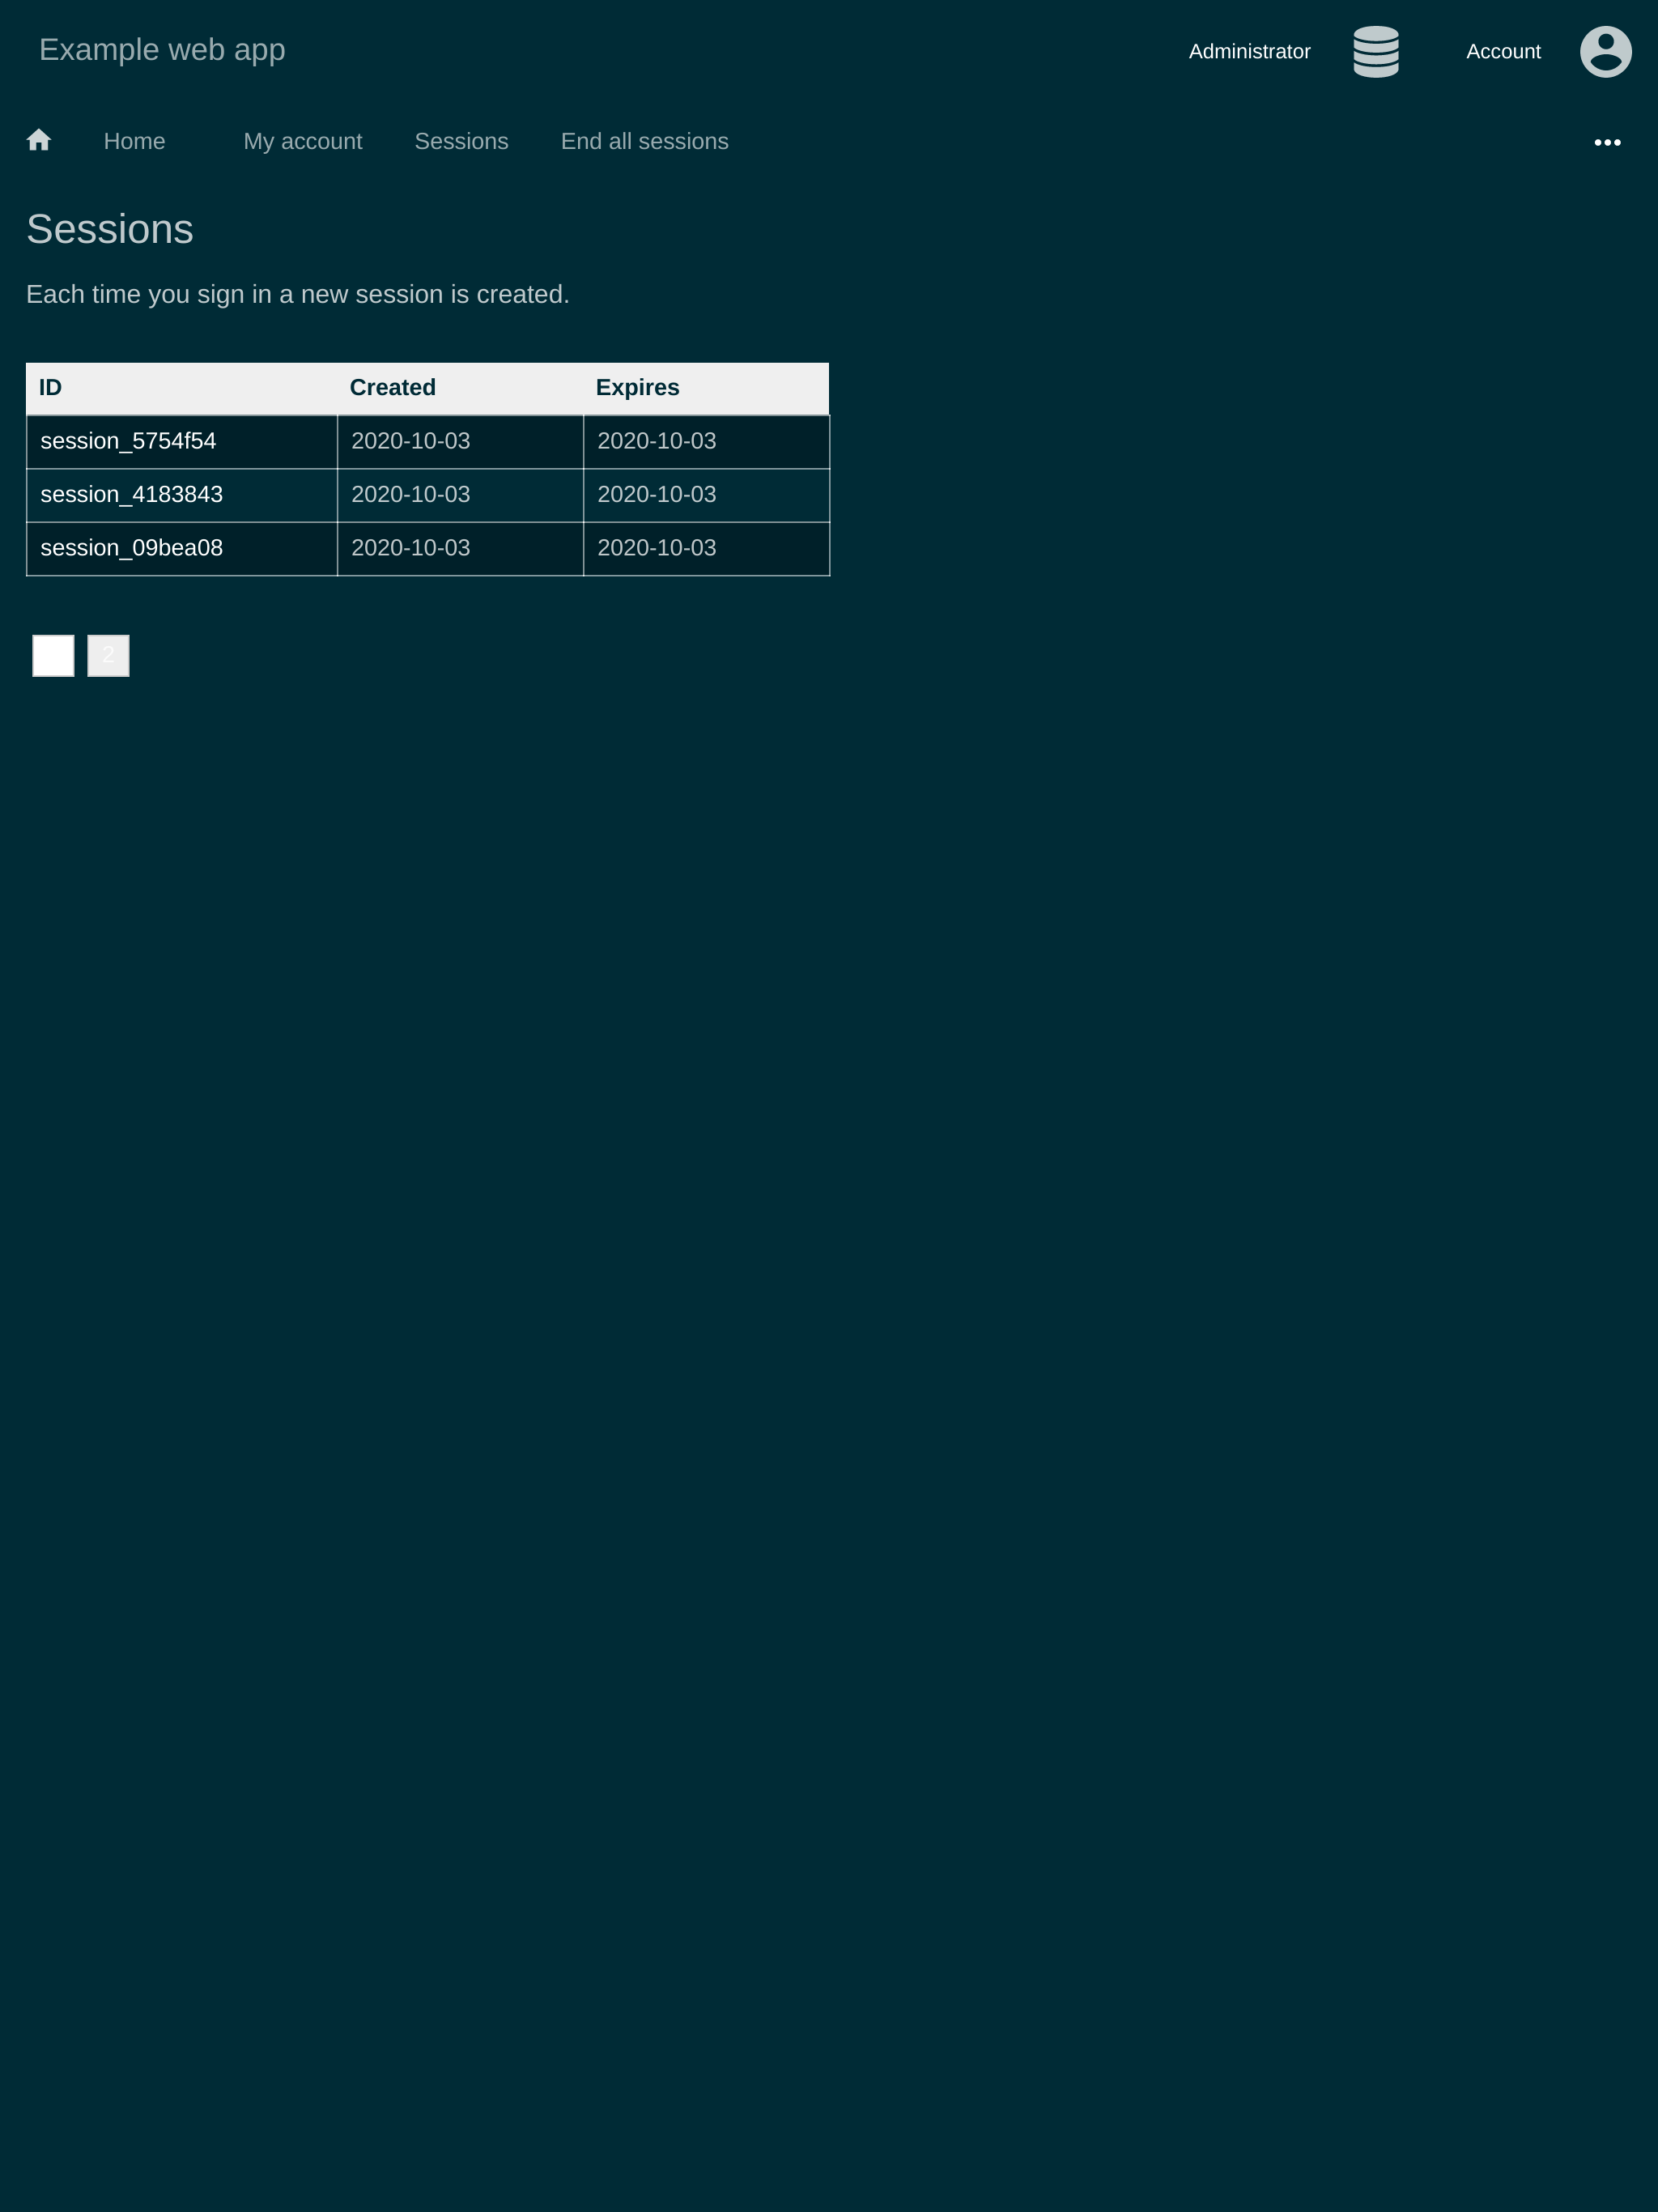 Example web app
Administrator
Account
Home My account Sessions End all sessions
Sessions
Each time you sign in a new session is created.
ID Created Expires
session_5754f54 2020-10-03 2020-10-03
session_4183843 2020-10-03 2020-10-03
session_09bea08 2020-10-03 2020-10-03
2